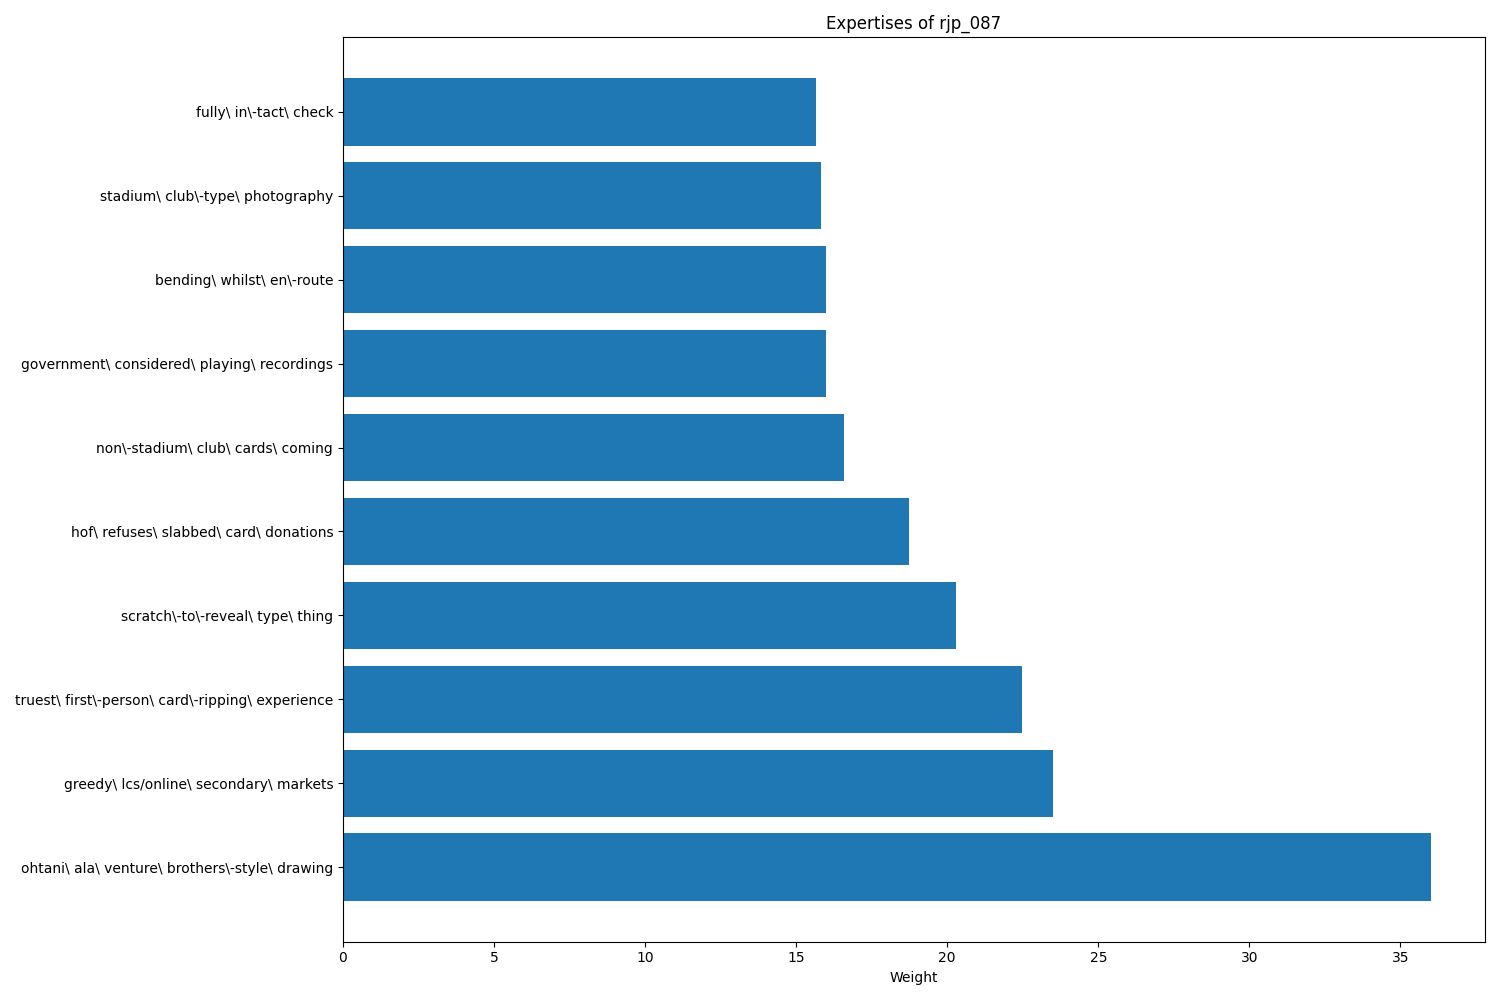 Expertises of rjp_087
fully\ in\-tact\ check
stadium\ club\-type\ photography
bending\ whilst\ en\-route
government\ considered\ playing\ recordings
non\-stadium\ club\ cards\ coming
hof\ refuses\ slabbed\ card\ donations
scratch\-to\-reveal\ type\ thing
truest\ first\-person\ card\-ripping\ experience
greedy\ lcs/online\ secondary\ markets
ohtani\ ala\ venture\ brothers\-style\ drawing
0 5 10 15 20 25 30 35
Weight